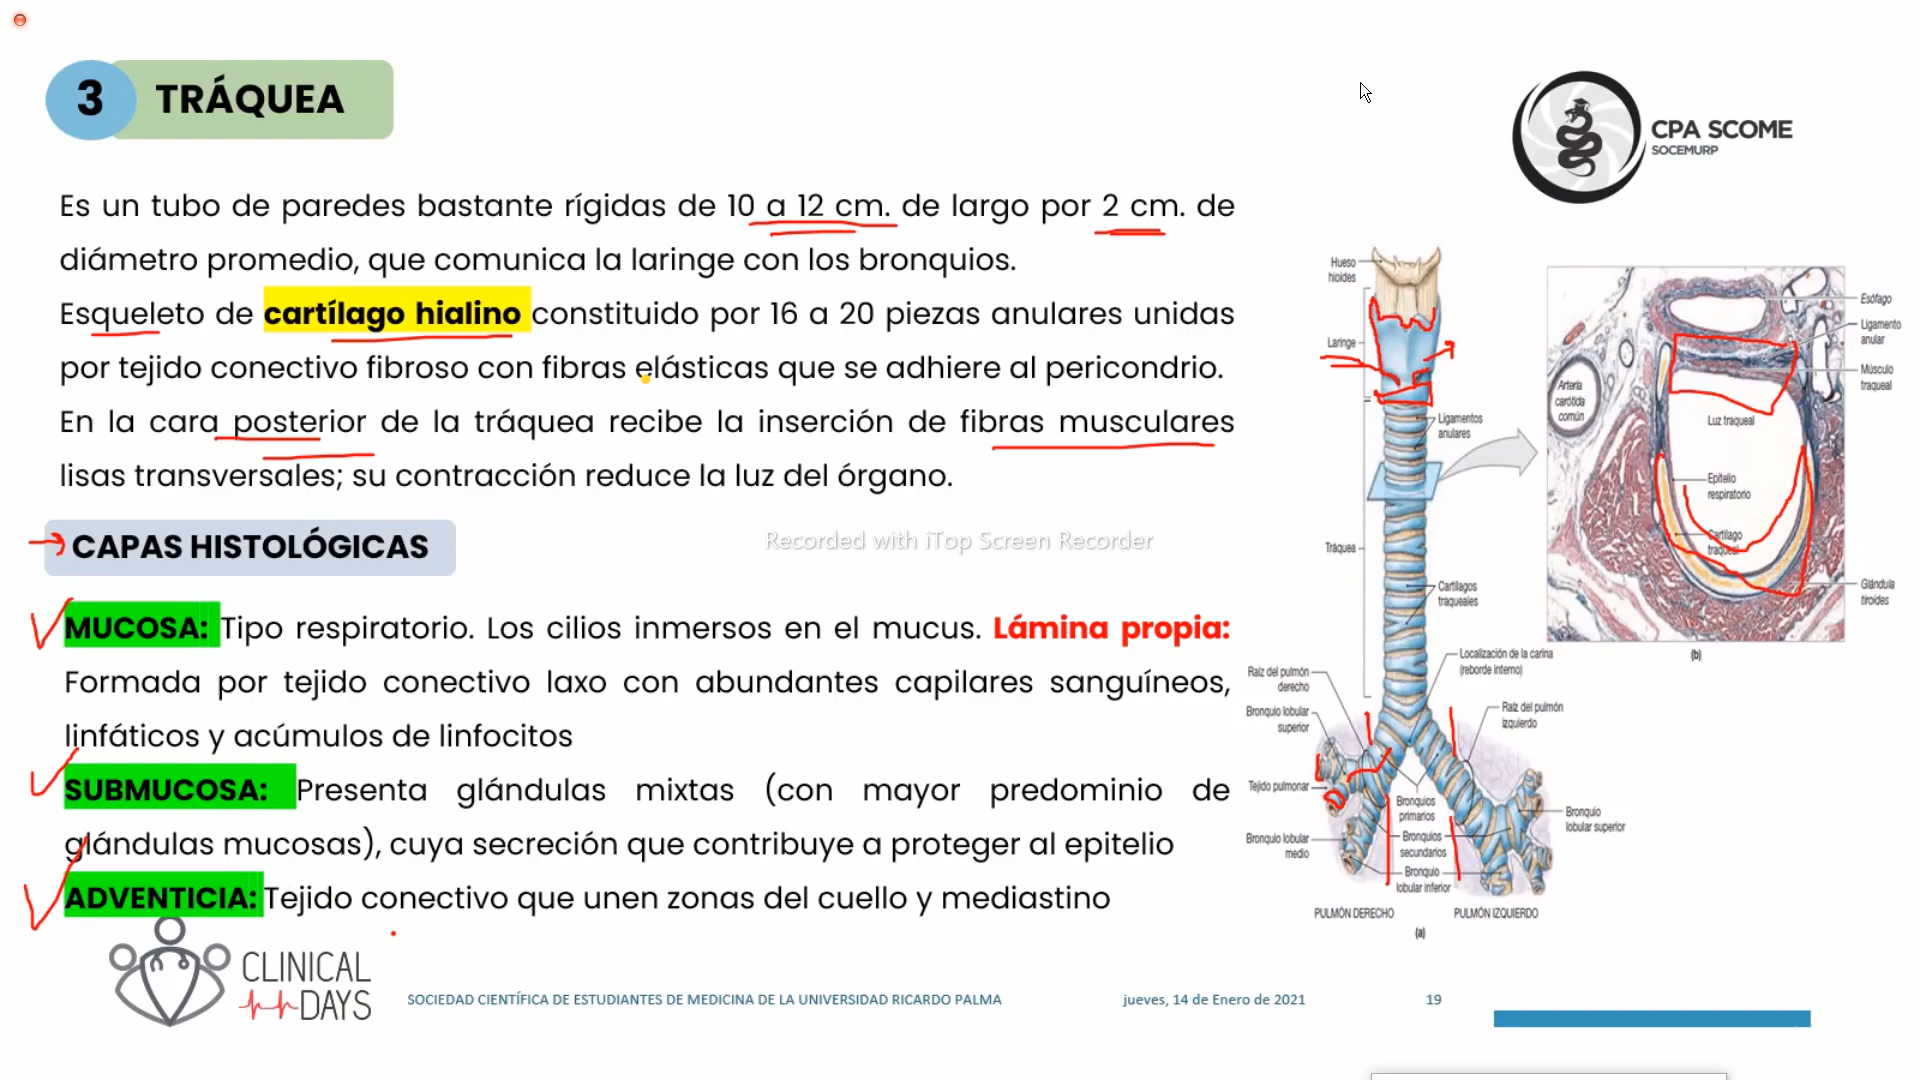 3 TRÁQUEA
CPA SCOME
SOCEMURP
Es un tubo de paredes bastante rígidas de 10 a 12 cm. de largo por 2 cm. de
diámetro promedio, que comunica la laringe con los bronquios.
Esqueleto de cartílago hialino constituido por 16 a 20 piezas anulares unidas
por tejido conectivo fibroso con fibras elásticas que se adhiere al pericondrio.
En la cara posterior de la tráquea recibe la inserción de fibras musculares
lisas transversales; su contracción reduce la luz del órgano.
CAPAS HISTOLÓGICAS
Recorded with iTop Screen Recorder
MUCOSA: Tipo respiratorio. Los cilios inmersos en el mucus. Lámina propia:
Formada por tejido conectivo laxo con abundantes capilares sanguíneos,
linfáticos y acúmulos de linfocitos
SUBMUCOSA: Presenta glándulas mixtas (con mayor predominio de
glándulas mucosas), cuya secreción que contribuye a proteger al epitelio
ADVENTICIA: Tejido conectivo que unen zonas del cuello y mediastino
Hueso
hioides
Laringe
Ligamentos
anulares
Tráquea
Cartílagos
traqueales
Localización de la carina
(reborde interno)
Raíz del pulmón
derecho
Raíz del pulmón
izquierdo
Bronquio lobular
superior
Tejido pulmonar
Bronquios
primarios
Bronquio
lobular superior
Bronquio lobular
medio
Bronquios
secundarios
Bronquio
lobular inferior
PULMÓN DERECHO
PULMÓN IZQUIERDO
(a)
Esófago
Ligamento
anular
Músculo
traqueal
Arteria
carótida
común
Luz traqueal
Epitelio
respiratorio
Cartílago
traqueal
Glándula
tiroides
(b)
CLINICAL
DAYS
SOCIEDAD CIENTÍFICA DE ESTUDIANTES DE MEDICINA DE LA UNIVERSIDAD RICARDO PALMA
jueves, 14 de Enero de 2021
19